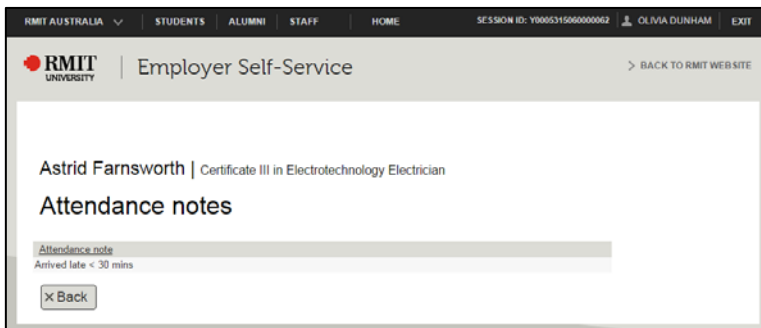 RMIT AUSTRALIA STUDENTS ALUMNI STAFF HOME SESSION ID: Y0005315060000062 OLIVIA DUNHAM EXIT
RMIT UNIVERSITY Employer Self-Service > BACK TO RMIT WEBSITE
Astrid Farnsworth | Certificate III in Electrotechnology Electrician
Attendance notes
Attendance note
Arrived late < 30 mins
× Back